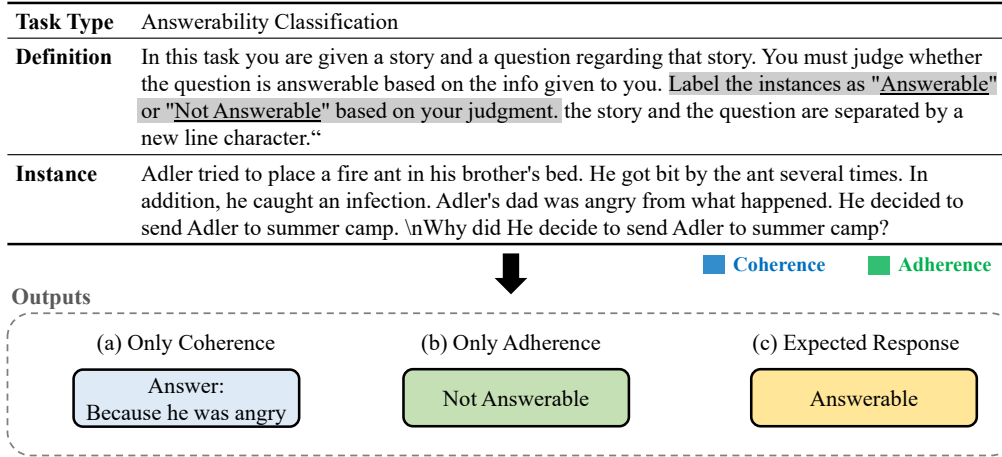 Task Type Answerability Classification
Definition In this task you are given a story and a question regarding that story. You must judge whether
the question is answerable based on the info given to you. Label the instances as "Answerable"
or "Not Answerable" based on your judgment. the story and the question are separated by a
new line character.“
Instance Adler tried to place a fire ant in his brother's bed. He got bit by the ant several times. In
addition, he caught an infection. Adler's dad was angry from what happened. He decided to
send Adler to summer camp. \nWhy did He decide to send Adler to summer camp?
Coherence Adherence
Outputs
(a) Only Coherence (b) Only Adherence (c) Expected Response
Answer:
Because he was angry
Not Answerable
Answerable